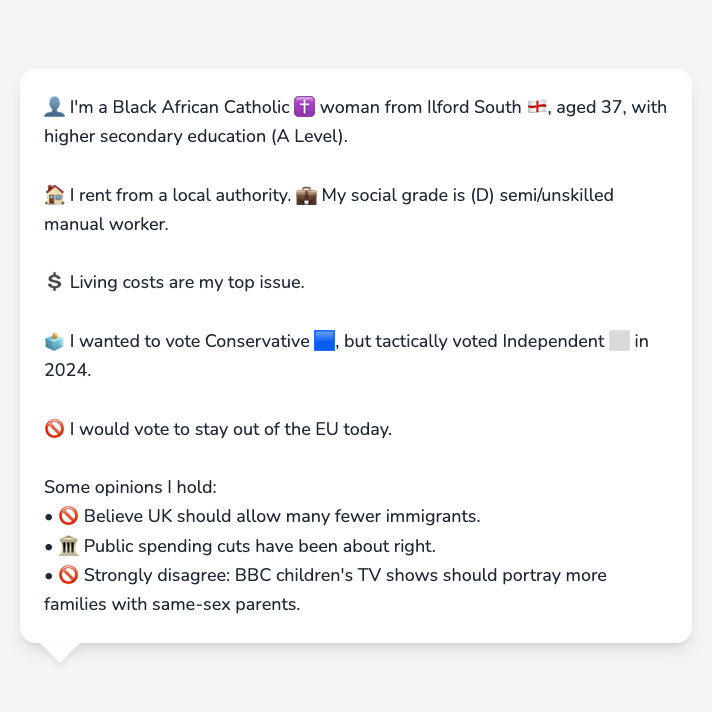 👤 I'm a Black African Catholic ✝️ woman from Ilford South 🏴󠁧󠁢󠁥󠁮󠁧󠁿, aged 37, with
higher secondary education (A Level).
🏠 I rent from a local authority. 💼 My social grade is (D) semi/unskilled
manual worker.
💲 Living costs are my top issue.
🗳️ I wanted to vote Conservative 🟦, but tactically voted Independent ⬜ in
2024.
🚫 I would vote to stay out of the EU today.
Some opinions I hold:
• 🚫 Believe UK should allow many fewer immigrants.
• 🏛️ Public spending cuts have been about right.
• 🚫 Strongly disagree: BBC children's TV shows should portray more
families with same-sex parents.